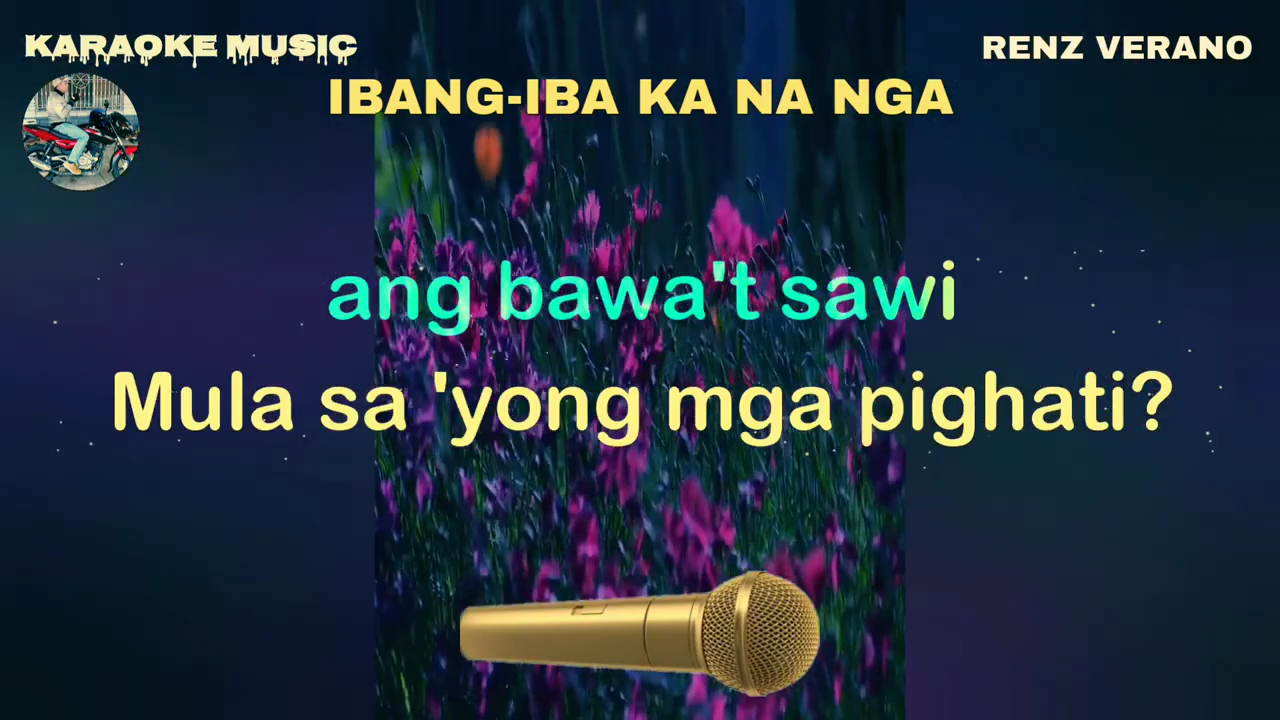 KARAOKE MUSIC
RENZ VERANO
IBANG-IBA KA NA NGA
ang bawa't sawi
Mula sa 'yong mga pighati?